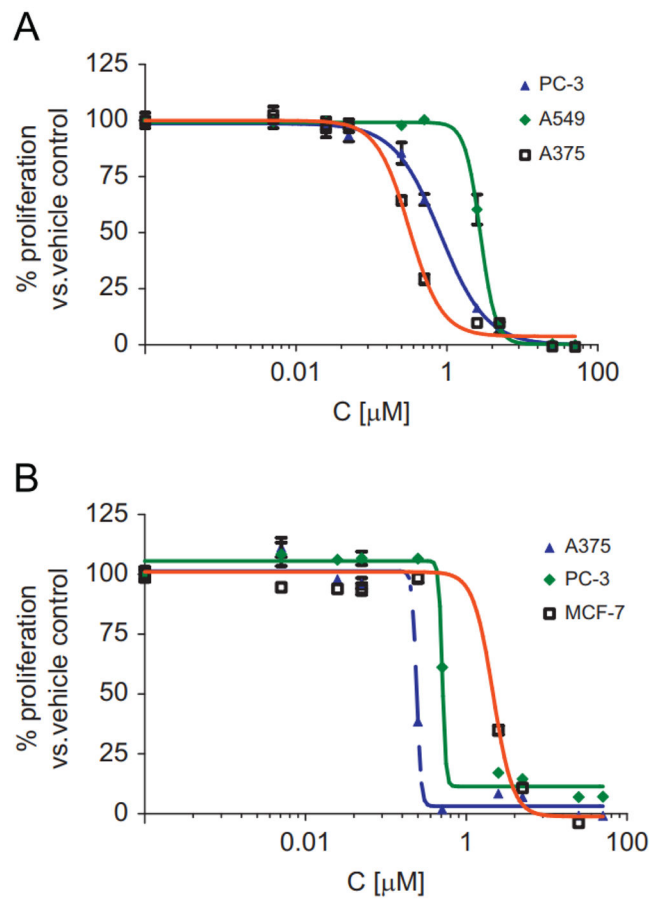 A
125
100
75
50
25
0
% proliferation
vs.vehicle control
PC-3
A549
A375
0.01
1
100
C [µM]
B
125
100
75
50
25
0
% proliferation
vs.vehicle control
A375
PC-3
MCF-7
0.01
1
100
C [µM]